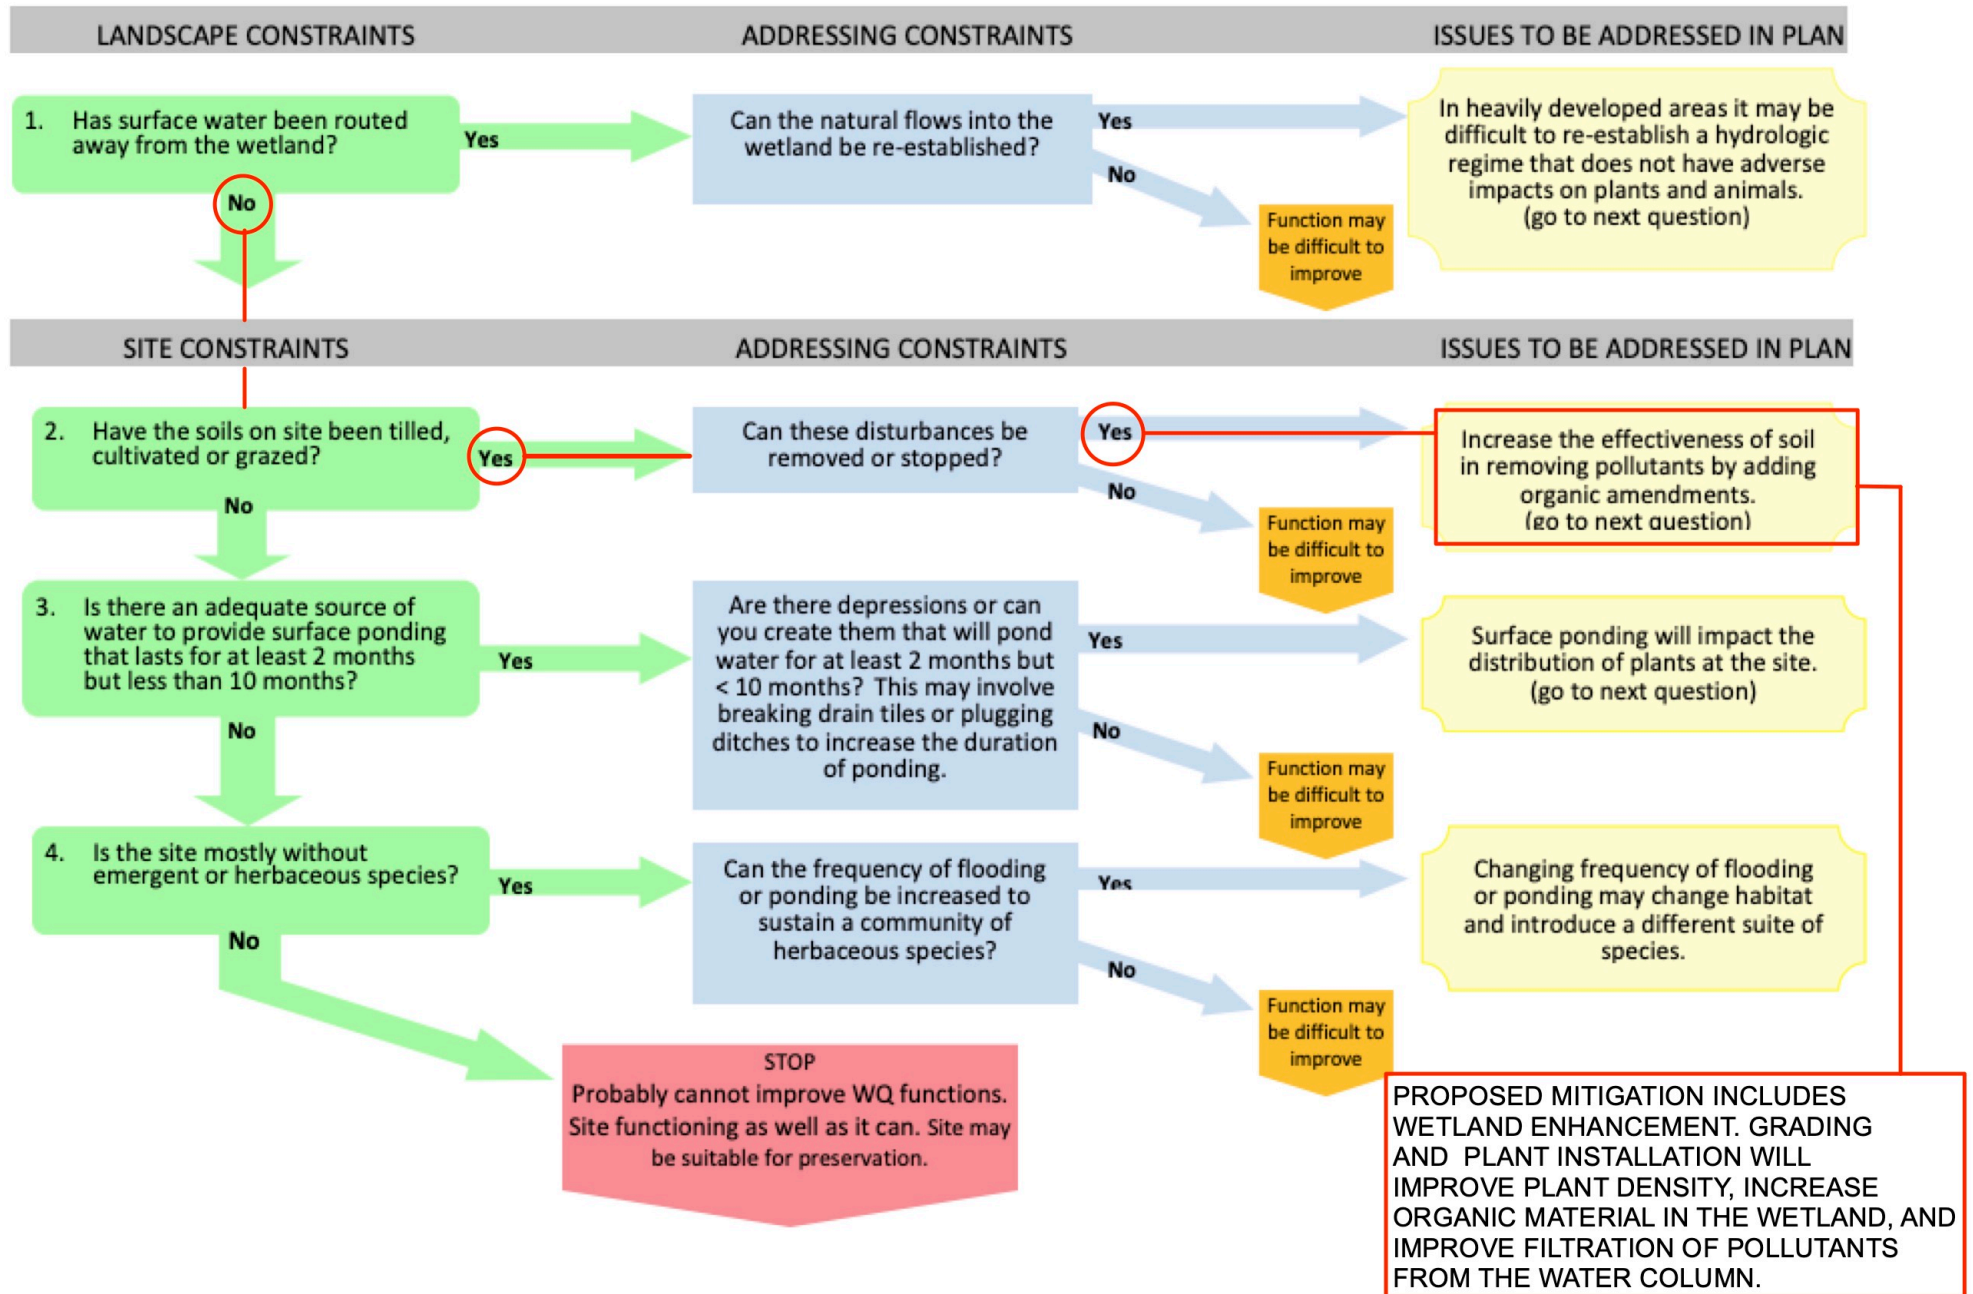 LANDSCAPE CONSTRAINTS
ADDRESSING CONSTRAINTS
ISSUES TO BE ADDRESSED IN PLAN
1. Has surface water been routed
away from the wetland?
Yes
No
Can the natural flows into the
wetland be re-established?
Yes
No
Function may
be difficult to
improve
In heavily developed areas it may be
difficult to re-establish a hydrologic
regime that does not have adverse
impacts on plants and animals.
(go to next question)
SITE CONSTRAINTS
ADDRESSING CONSTRAINTS
ISSUES TO BE ADDRESSED IN PLAN
2. Have the soils on site been tilled,
cultivated or grazed?
Yes
No
Can these disturbances be
removed or stopped?
Yes
No
Function may
be difficult to
improve
Increase the effectiveness of soil
in removing pollutants by adding
organic amendments.
(go to next question)
3. Is there an adequate source of
water to provide surface ponding
that lasts for at least 2 months
but less than 10 months?
Yes
No
Are there depressions or can
you create them that will pond
water for at least 2 months but
< 10 months? This may involve
breaking drain tiles or plugging
ditches to increase the duration
of ponding.
Yes
No
Function may
be difficult to
improve
Surface ponding will impact the
distribution of plants at the site.
(go to next question)
4. Is the site mostly without
emergent or herbaceous species?
Yes
No
Can the frequency of flooding
or ponding be increased to
sustain a community of
herbaceous species?
Yes
No
Function may
be difficult to
improve
Changing frequency of flooding
or ponding may change habitat
and introduce a different suite of
species.
STOP
Probably cannot improve WQ functions.
Site functioning as well as it can. Site may
be suitable for preservation.
PROPOSED MITIGATION INCLUDES
WETLAND ENHANCEMENT. GRADING
AND PLANT INSTALLATION WILL
IMPROVE PLANT DENSITY, INCREASE
ORGANIC MATERIAL IN THE WETLAND, AND
IMPROVE FILTRATION OF POLLUTANTS
FROM THE WATER COLUMN.